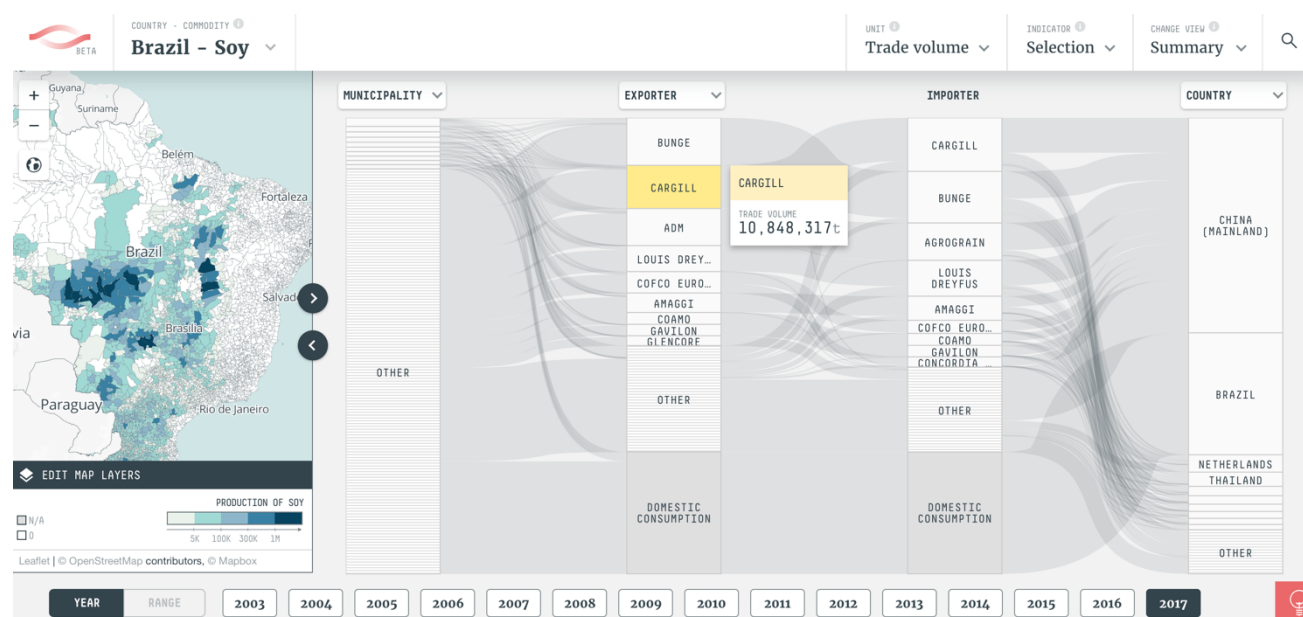 BETA
COUNTRY - COMMODITY
Brazil - Soy
UNIT
Trade volume
INDICATOR
Selection
CHANGE VIEW
Summary
+
−
Guyana
Suriname
Belém
Fortaleza
Brazil
Salvad
Brasilia
via
Paraguay
Rio de Janeiro
EDIT MAP LAYERS
PRODUCTION OF SOY
N/A
0
5K 100K 300K 1M
Leaflet | © OpenStreetMap contributors, © Mapbox
MUNICIPALITY
OTHER
EXPORTER
BUNGE
CARGILL
ADM
LOUIS DREY…
COFCO EURO…
AMAGGI
COAMO
GAVILON
GLENCORE
OTHER
DOMESTIC
CONSUMPTION
CARGILL
TRADE VOLUME
10,848,317t
IMPORTER
CARGILL
BUNGE
AGROGRAIN
LOUIS
DREYFUS
AMAGGI
COFCO EURO…
COAMO
GAVILON
CONCORDIA …
OTHER
DOMESTIC
CONSUMPTION
COUNTRY
CHINA
(MAINLAND)
BRAZIL
NETHERLANDS
THAILAND
OTHER
YEAR RANGE 2003 2004 2005 2006 2007 2008 2009 2010 2011 2012 2013 2014 2015 2016 2017